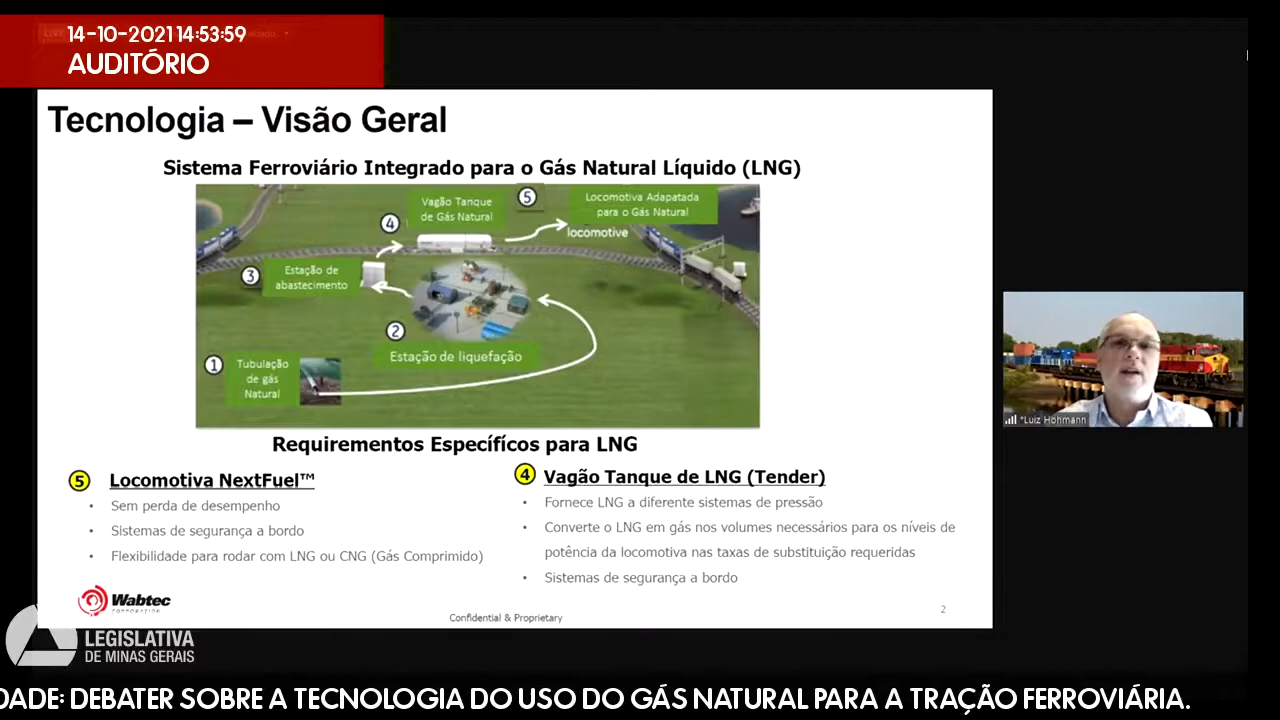 14-10-2021 14:53:59
AUDITÓRIO
Tecnologia – Visão Geral
Sistema Ferroviário Integrado para o Gás Natural Líquido (LNG)
5
Locomotiva Adapatada
para o Gás Natural
locomotive
4
Vagão Tanque
de Gás Natural
3
Estação de
abastecimento
2
Estação de liquefação
1
Tubulação
de gás
Natural
Requirementos Específícos para LNG
5 Locomotiva NextFuel™
• Sem perda de desempenho
• Sistemas de segurança a bordo
• Flexibilidade para rodar com LNG ou CNG (Gás Comprimido)
4 Vagão Tanque de LNG (Tender)
• Fornece LNG a diferente sistemas de pressão
• Converte o LNG em gás nos volumes necessários para os níveis de
potência da locomotiva nas taxas de substituição requeridas
• Sistemas de segurança a bordo
Wabtec
CORPORATION
Confidential & Proprietary
2
*Luiz Hohmann
LEGISLATIVA
DE MINAS GERAIS
DADE: DEBATER SOBRE A TECNOLOGIA DO USO DO GÁS NATURAL PARA A TRAÇÃO FERROVIÁRIA.